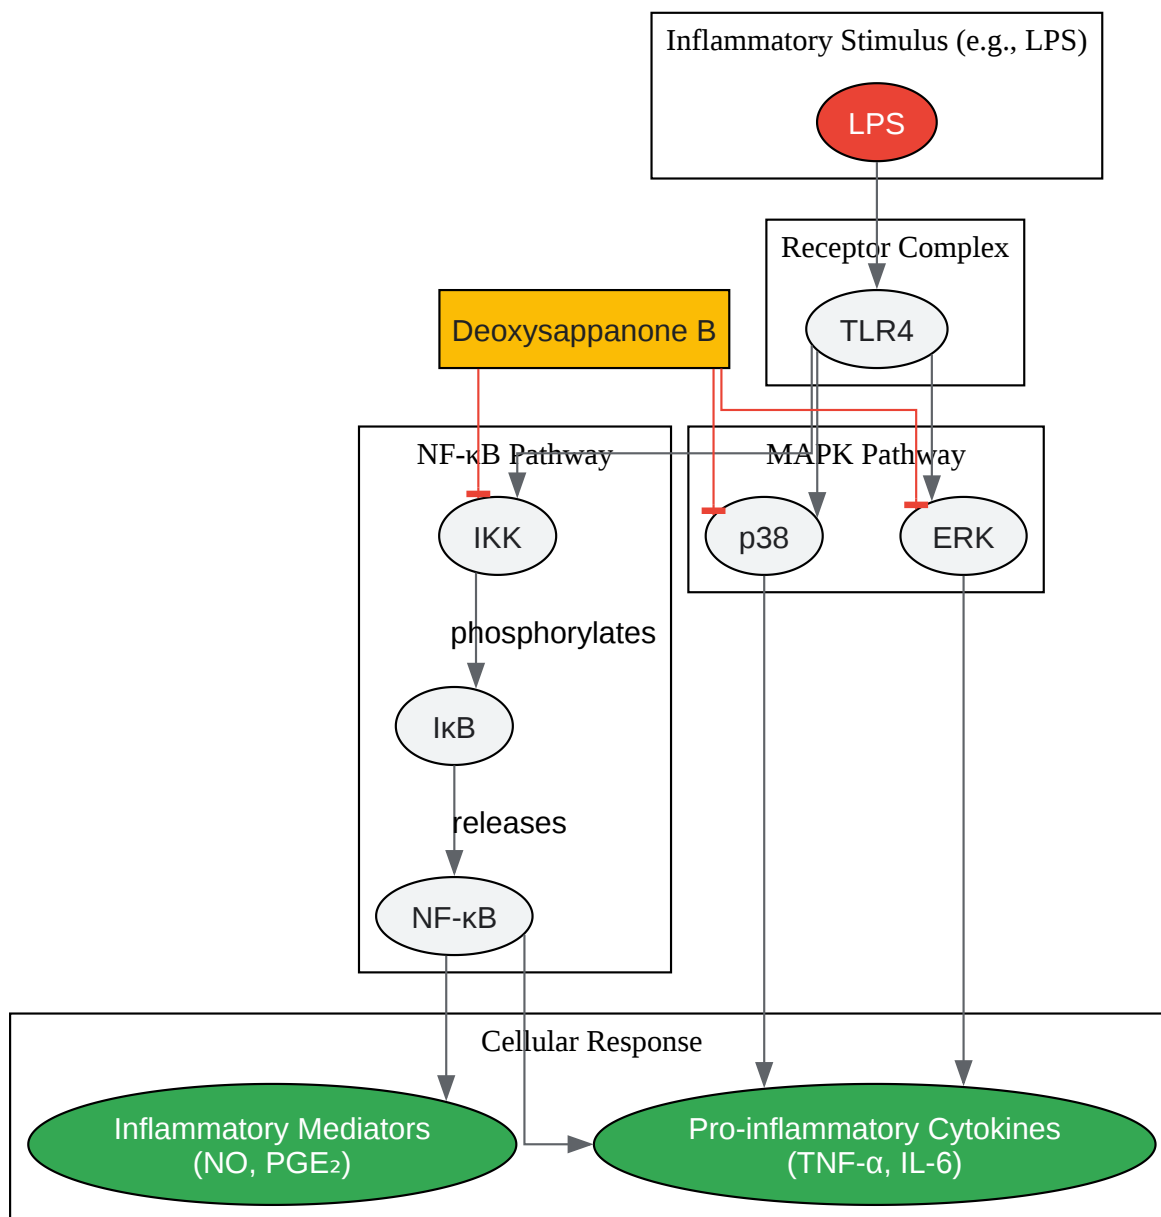 Inflammatory Stimulus (e.g., LPS)
LPS
Receptor Complex
TLR4
Deoxysappanone B
NF-κB Pathway
MAPK Pathway
IKK
p38
ERK
phosphorylates
IκB
releases
NF-κB
Cellular Response
Inflammatory Mediators
(NO, PGE₂)
Pro-inflammatory Cytokines
(TNF-α, IL-6)